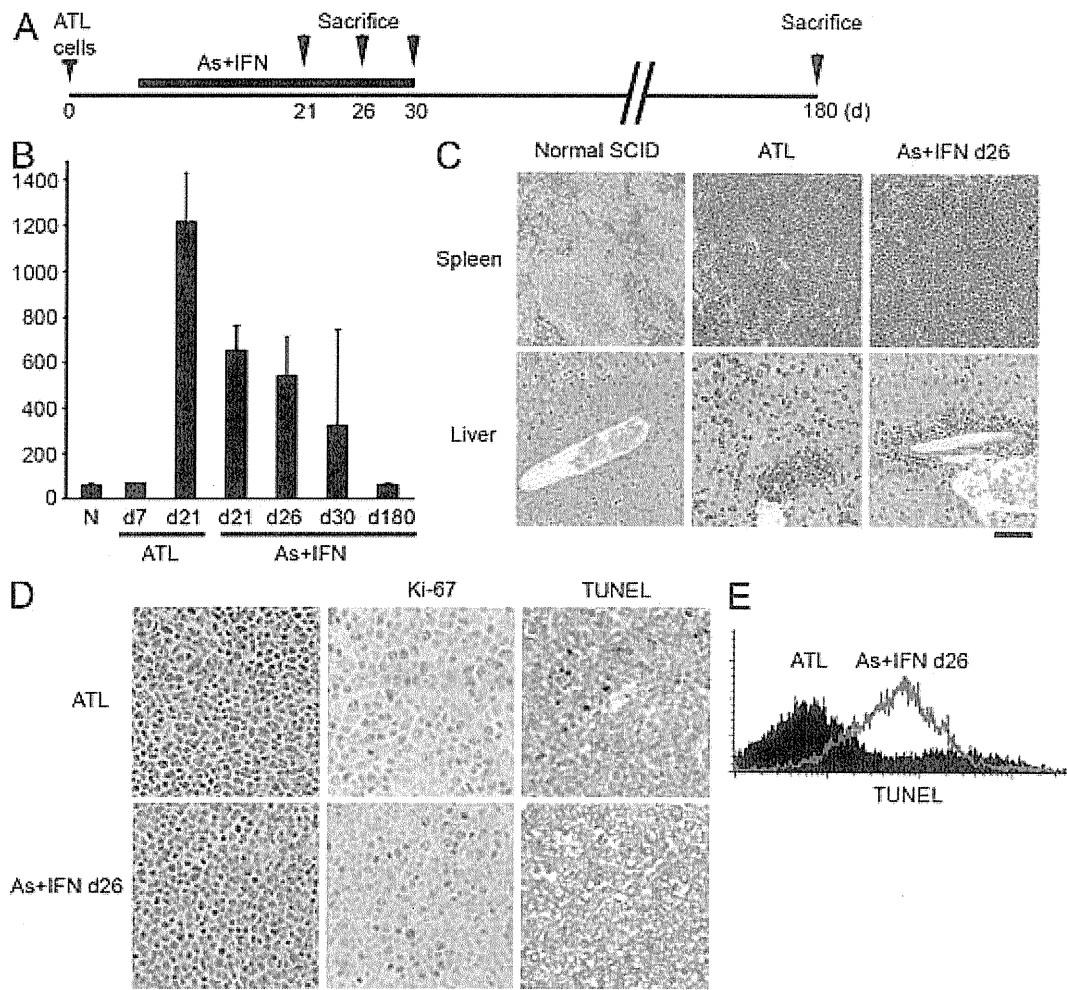 A
ATL Sacrifice Sacrifice
cells
As+IFN
0 21 26 30 180 (d)
B
1400
1200
1000
800
600
400
200
0
N d7 d21 d21 d26 d30 d180
ATL As+IFN
C
Normal SCID ATL As+IFN d26
Spleen
Liver
D
Ki-67 TUNEL
ATL
As+IFN d26
E
ATL As+IFN d26
TUNEL